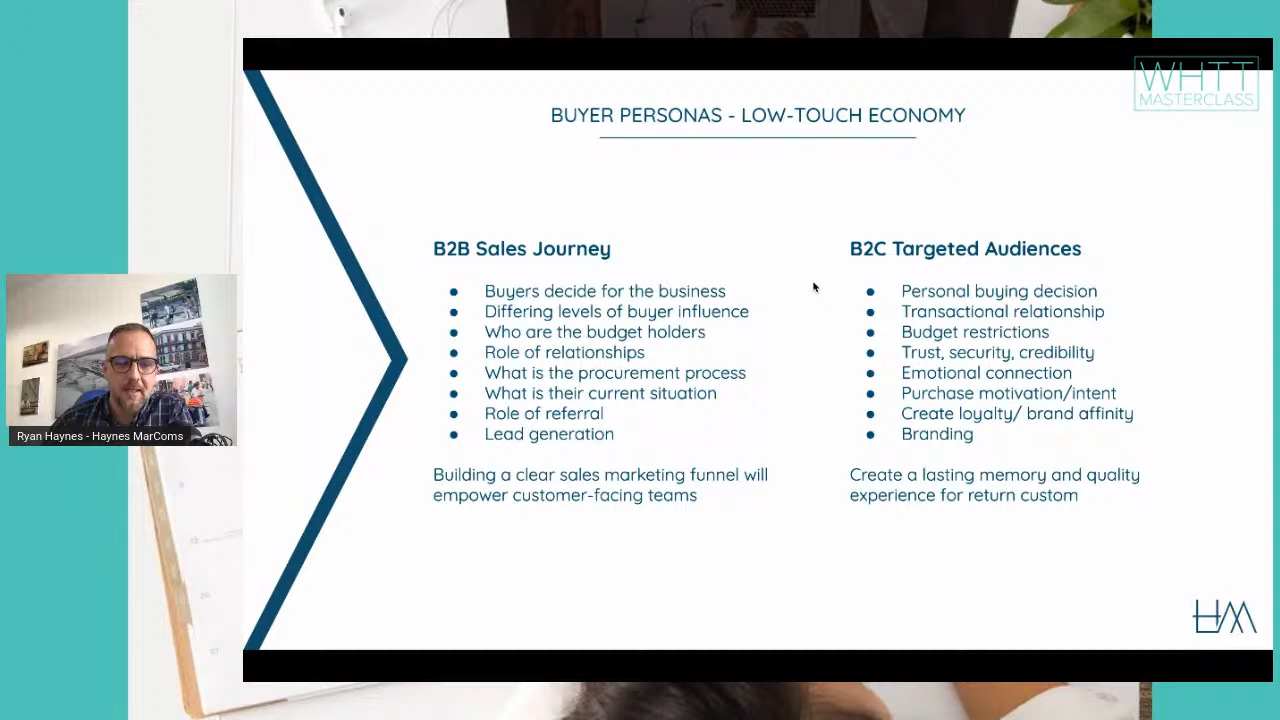 WHTT
MASTERCLASS
BUYER PERSONAS - LOW-TOUCH ECONOMY
B2B Sales Journey
● Buyers decide for the business
● Differing levels of buyer influence
● Who are the budget holders
● Role of relationships
● What is the procurement process
● What is their current situation
● Role of referral
● Lead generation
Building a clear sales marketing funnel will
empower customer-facing teams
B2C Targeted Audiences
● Personal buying decision
● Transactional relationship
● Budget restrictions
● Trust, security, credibility
● Emotional connection
● Purchase motivation/intent
● Create loyalty/ brand affinity
● Branding
Create a lasting memory and quality
experience for return custom
Ryan Haynes - Haynes MarComs
HM